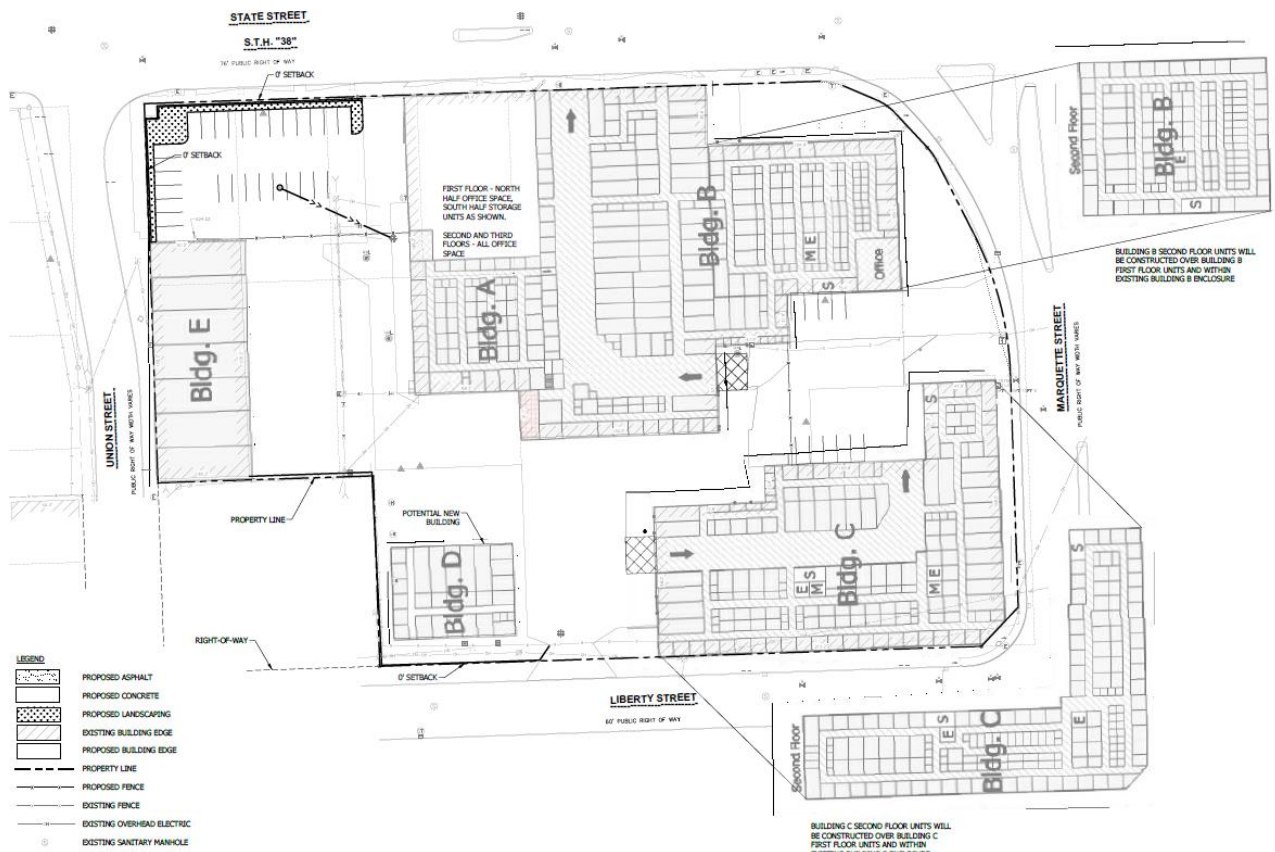 STATE STREET
S.T.H. "38"
76' PUBLIC RIGHT OF WAY
0' SETBACK
0' SETBACK
FIRST FLOOR - NORTH
HALF OFFICE SPACE,
SOUTH HALF STORAGE
UNITS AS SHOWN.
SECOND AND THIRD
FLOORS - ALL OFFICE
SPACE
Bldg. A
Bldg. B
M E
S
Office
Second Floor
Bldg. B
E
S
BUILDING B SECOND FLOOR UNITS WILL
BE CONSTRUCTED OVER BUILDING B
FIRST FLOOR UNITS AND WITHIN
EXISTING BUILDING B ENCLOSURE
Bldg. E
UNION STREET
PUBLIC RIGHT OF WAY WIDTH VARIES
MARQUETTE STREET
PUBLIC RIGHT OF WAY WIDTH VARIES
PROPERTY LINE
POTENTIAL NEW
BUILDING
Bldg. D
Bldg. C
S
E S
M
M E
RIGHT-OF-WAY
0' SETBACK
LIBERTY STREET
60' PUBLIC RIGHT OF WAY
Second Floor
Bldg. C
S
E S
E
BUILDING C SECOND FLOOR UNITS WILL
BE CONSTRUCTED OVER BUILDING C
FIRST FLOOR UNITS AND WITHIN
LEGEND
PROPOSED ASPHALT
PROPOSED CONCRETE
PROPOSED LANDSCAPING
EXISTING BUILDING EDGE
PROPOSED BUILDING EDGE
PROPERTY LINE
PROPOSED FENCE
EXISTING FENCE
EXISTING OVERHEAD ELECTRIC
EXISTING SANITARY MANHOLE